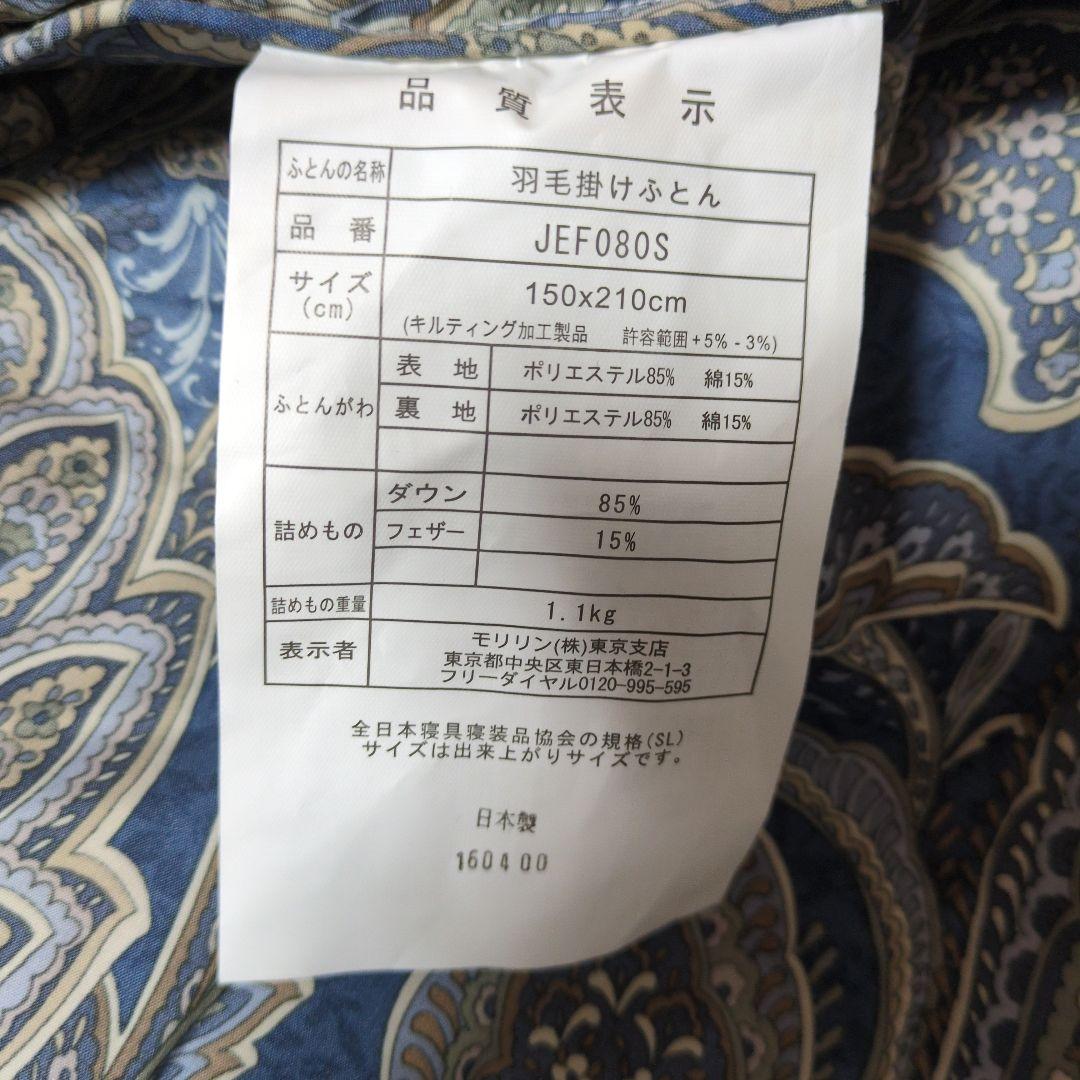 品質表示
ふとんの名称 羽毛掛けふとん
品番 JEF080S
サイズ(cm) 150x210cm
(キルティング加工製品 許容範囲+5% - 3%)
ふとんがわ 表地 ポリエステル85% 綿15%
裏地 ポリエステル85% 綿15%
詰めもの ダウン 85%
フェザー 15%
詰めもの重量 1.1kg
表示者 モリリン(株)東京支店
東京都中央区東日本橋2-1-3
フリーダイヤル0120-995-595
全日本寝具寝装品協会の規格(SL)
サイズは出来上がりサイズです。
日本製
160400